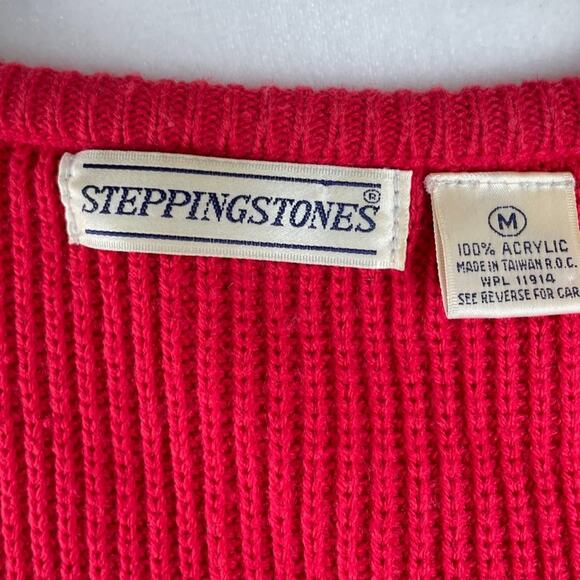 STEPPINGSTONES®
M
100% ACRYLIC
MADE IN TAIWAN R.O.C.
WPL 11914
SEE REVERSE FOR CAR